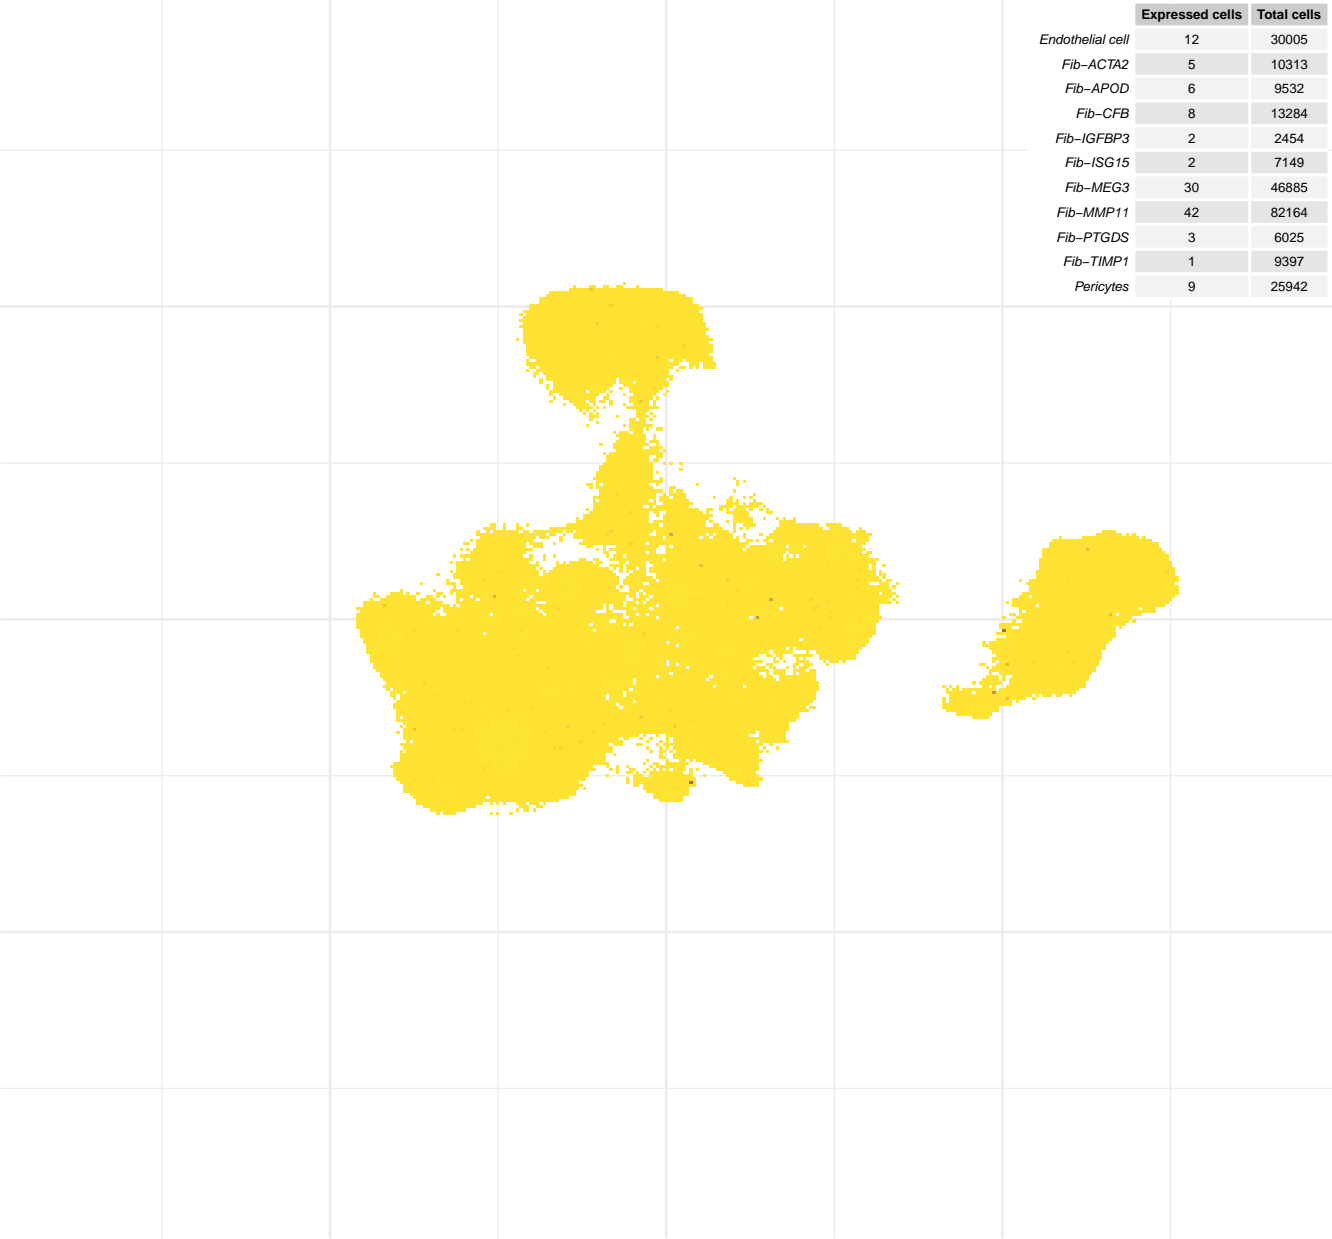 Expressed cells Total cells
Endothelial cell 12 30005
Fib−ACTA2 5 10313
Fib−APOD 6 9532
Fib−CFB 8 13284
Fib−IGFBP3 2 2454
Fib−ISG15 2 7149
Fib−MEG3 30 46885
Fib−MMP11 42 82164
Fib−PTGDS 3 6025
Fib−TIMP1 1 9397
Pericytes 9 25942